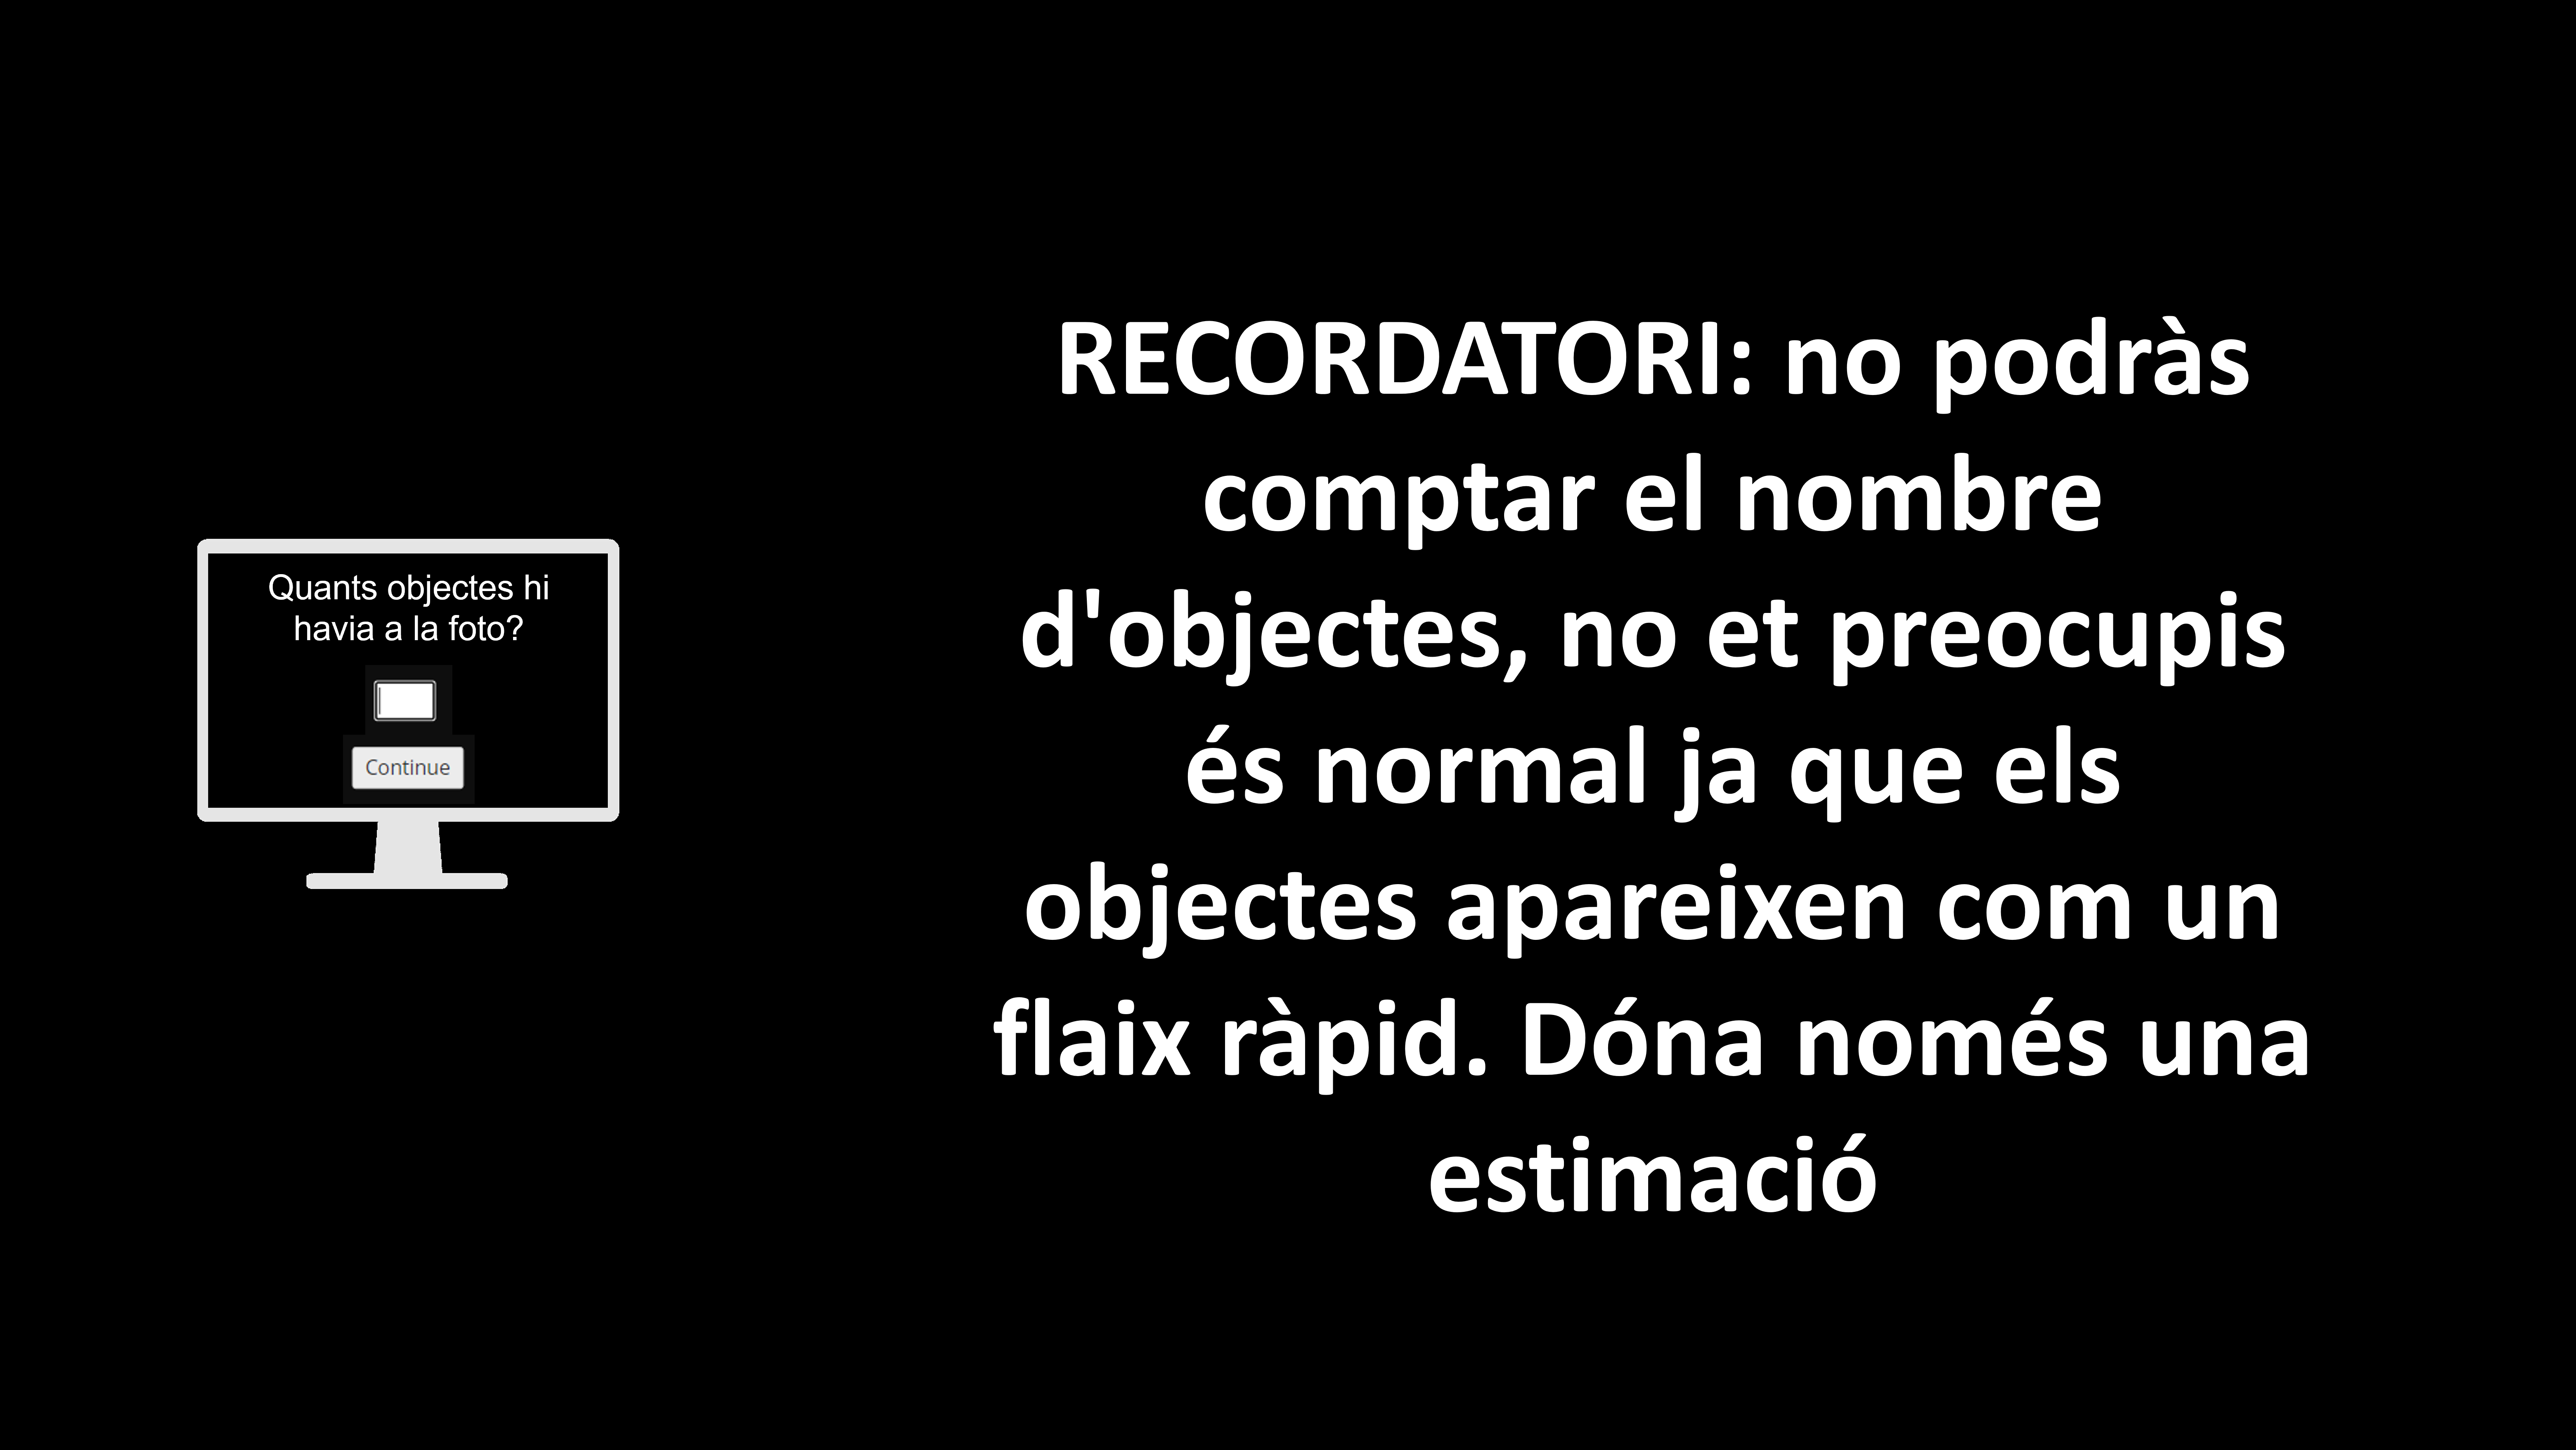 Quants objectes hi
havia a la foto?
Continue
RECORDATORI: no podràs
comptar el nombre
d'objectes, no et preocupis
és normal ja que els
objectes apareixen com un
flaix ràpid. Dóna només una
estimació